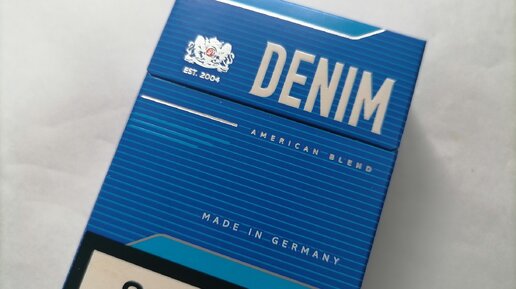 DENIM
EST. 2004
AMERICAN BLEND
MADE IN GERMANY